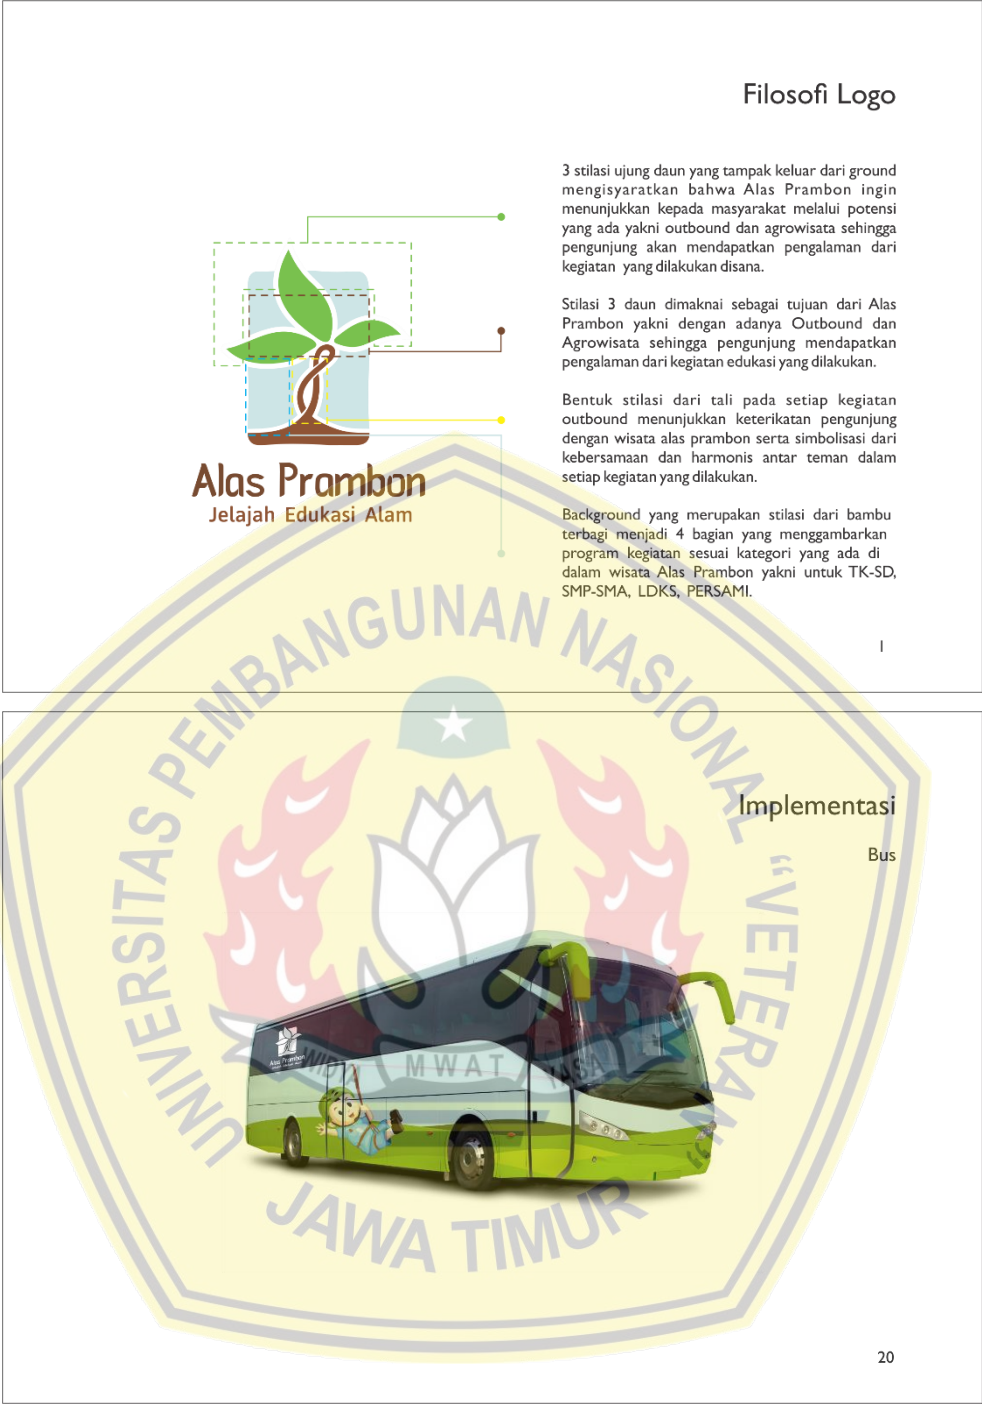 Filosofi Logo
3 stilasi ujung daun yang tampak keluar dari ground
mengisyaratkan bahwa Alas Prambon ingin
menunjukkan kepada masyarakat melalui potensi
yang ada yakni outbound dan agrowisata sehingga
pengunjung akan mendapatkan pengalaman dari
kegiatan yang dilakukan disana.
Stilasi 3 daun dimaknai sebagai tujuan dari Alas
Prambon yakni dengan adanya Outbound dan
Agrowisata sehingga pengunjung mendapatkan
pengalaman dari kegiatan edukasi yang dilakukan.
Bentuk stilasi dari tali pada setiap kegiatan
outbound menunjukkan keterikatan pengunjung
dengan wisata alas prambon serta simbolisasi dari
kebersamaan dan harmonis antar teman dalam
setiap kegiatan yang dilakukan.
Background yang merupakan stilasi dari bambu
terbagi menjadi 4 bagian yang menggambarkan
program kegiatan sesuai kategori yang ada di
dalam wisata Alas Prambon yakni untuk TK-SD,
SMP-SMA, LDKS, PERSAMI.
Alas Prambon
Jelajah Edukasi Alam
1
UNIVERSITAS PEMBANGUNAN NASIONAL "VETERAN"
JAWA TIMUR
Implementasi
Bus
Alas Prambon
WIDYA MWAT YASA
20